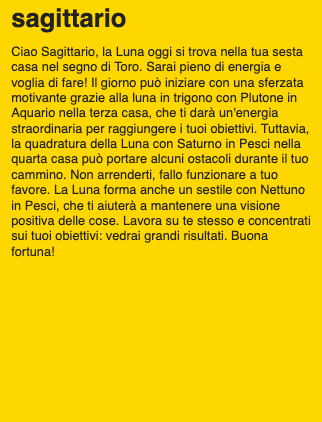 sagittario
Ciao Sagittario, la Luna oggi si trova nella tua sesta
casa nel segno di Toro. Sarai pieno di energia e
voglia di fare! Il giorno può iniziare con una sferzata
motivante grazie alla luna in trigono con Plutone in
Aquario nella terza casa, che ti darà un'energia
straordinaria per raggiungere i tuoi obiettivi. Tuttavia,
la quadratura della Luna con Saturno in Pesci nella
quarta casa può portare alcuni ostacoli durante il tuo
cammino. Non arrenderti, fallo funzionare a tuo
favore. La Luna forma anche un sestile con Nettuno
in Pesci, che ti aiuterà a mantenere una visione
positiva delle cose. Lavora su te stesso e concentrati
sui tuoi obiettivi: vedrai grandi risultati. Buona
fortuna!